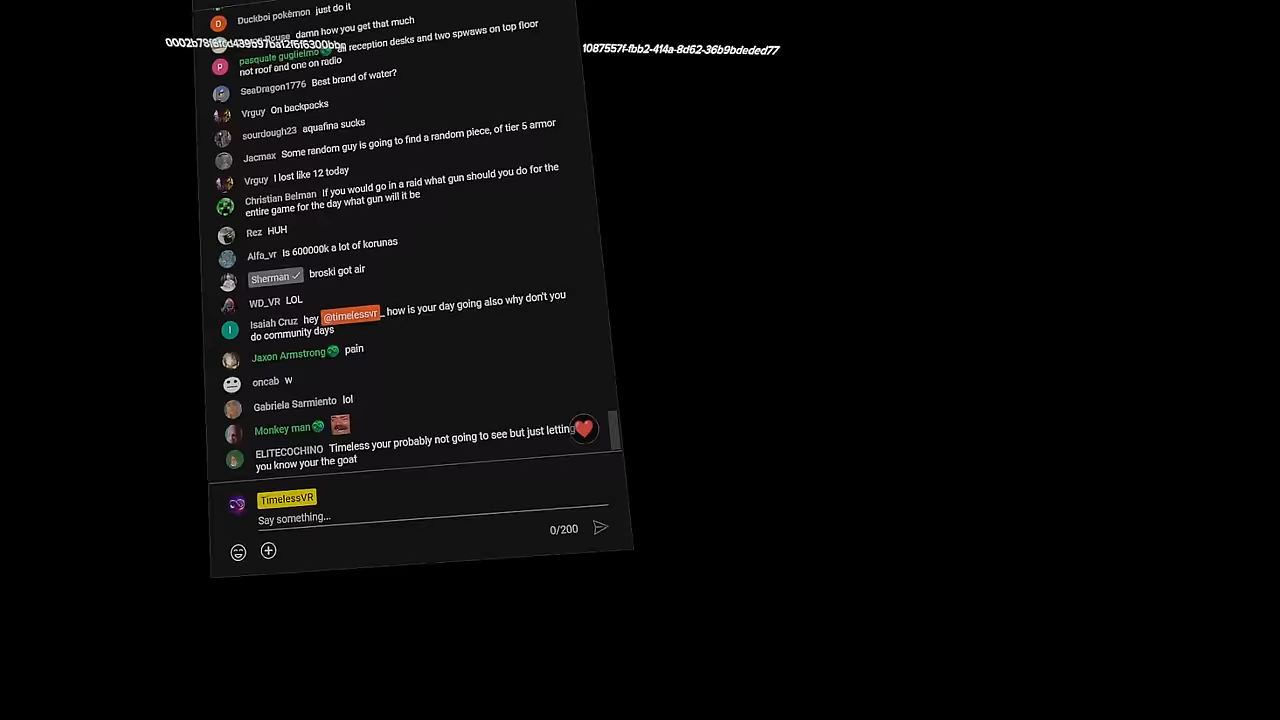 Duckboi pokèmon just do it
damn how you get that much
1087557f-fbb2-414a-8d62-36b9bdeded77
pasquale guglielmo all reception desks and two spwaws on top floor
not roof and one on radio
SeaDragon1776 Best brand of water?
Vrguy On backpacks
sourdough23 aquafina sucks
Jacmax Some random guy is going to find a random piece, of tier 5 armor
Vrguy I lost like 12 today
Christian Belman If you would go in a raid what gun should you do for the
entire game for the day what gun will it be
Rez HUH
Alfa_vr Is 600000k a lot of korunas
Sherman ✓ broski got air
WD_VR LOL
Isaiah Cruz hey @timelessvr_ how is your day going also why don't you
do community days
Jaxon Armstrong pain
oncab w
Gabriela Sarmiento lol
Monkey man
ELITECOCHINO Timeless your probably not going to see but just letting
you know your the goat
TimelessVR
Say something...
0/200